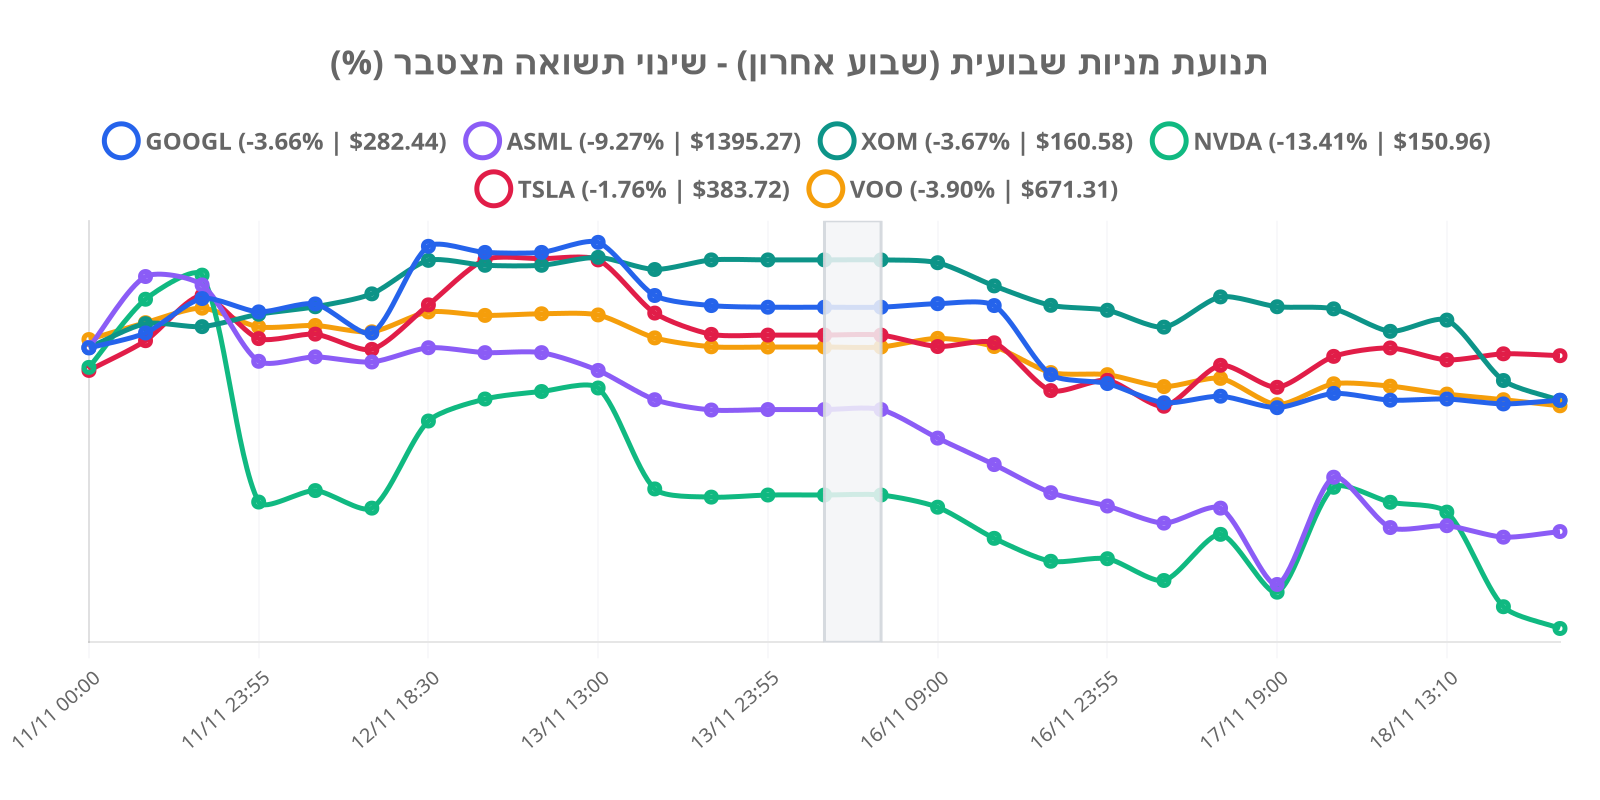 תנועת מניות שבועית (שבוע אחרון) - שינוי תשואה מצטבר (%)
GOOGL (-3.66% | $282.44) ASML (-9.27% | $1395.27) XOM (-3.67% | $160.58) NVDA (-13.41% | $150.96)
TSLA (-1.76% | $383.72) VOO (-3.90% | $671.31)
11/11 00:00 11/11 23:55 12/11 18:30 13/11 13:00 13/11 23:55 16/11 09:00 16/11 23:55 17/11 19:00 18/11 13:10